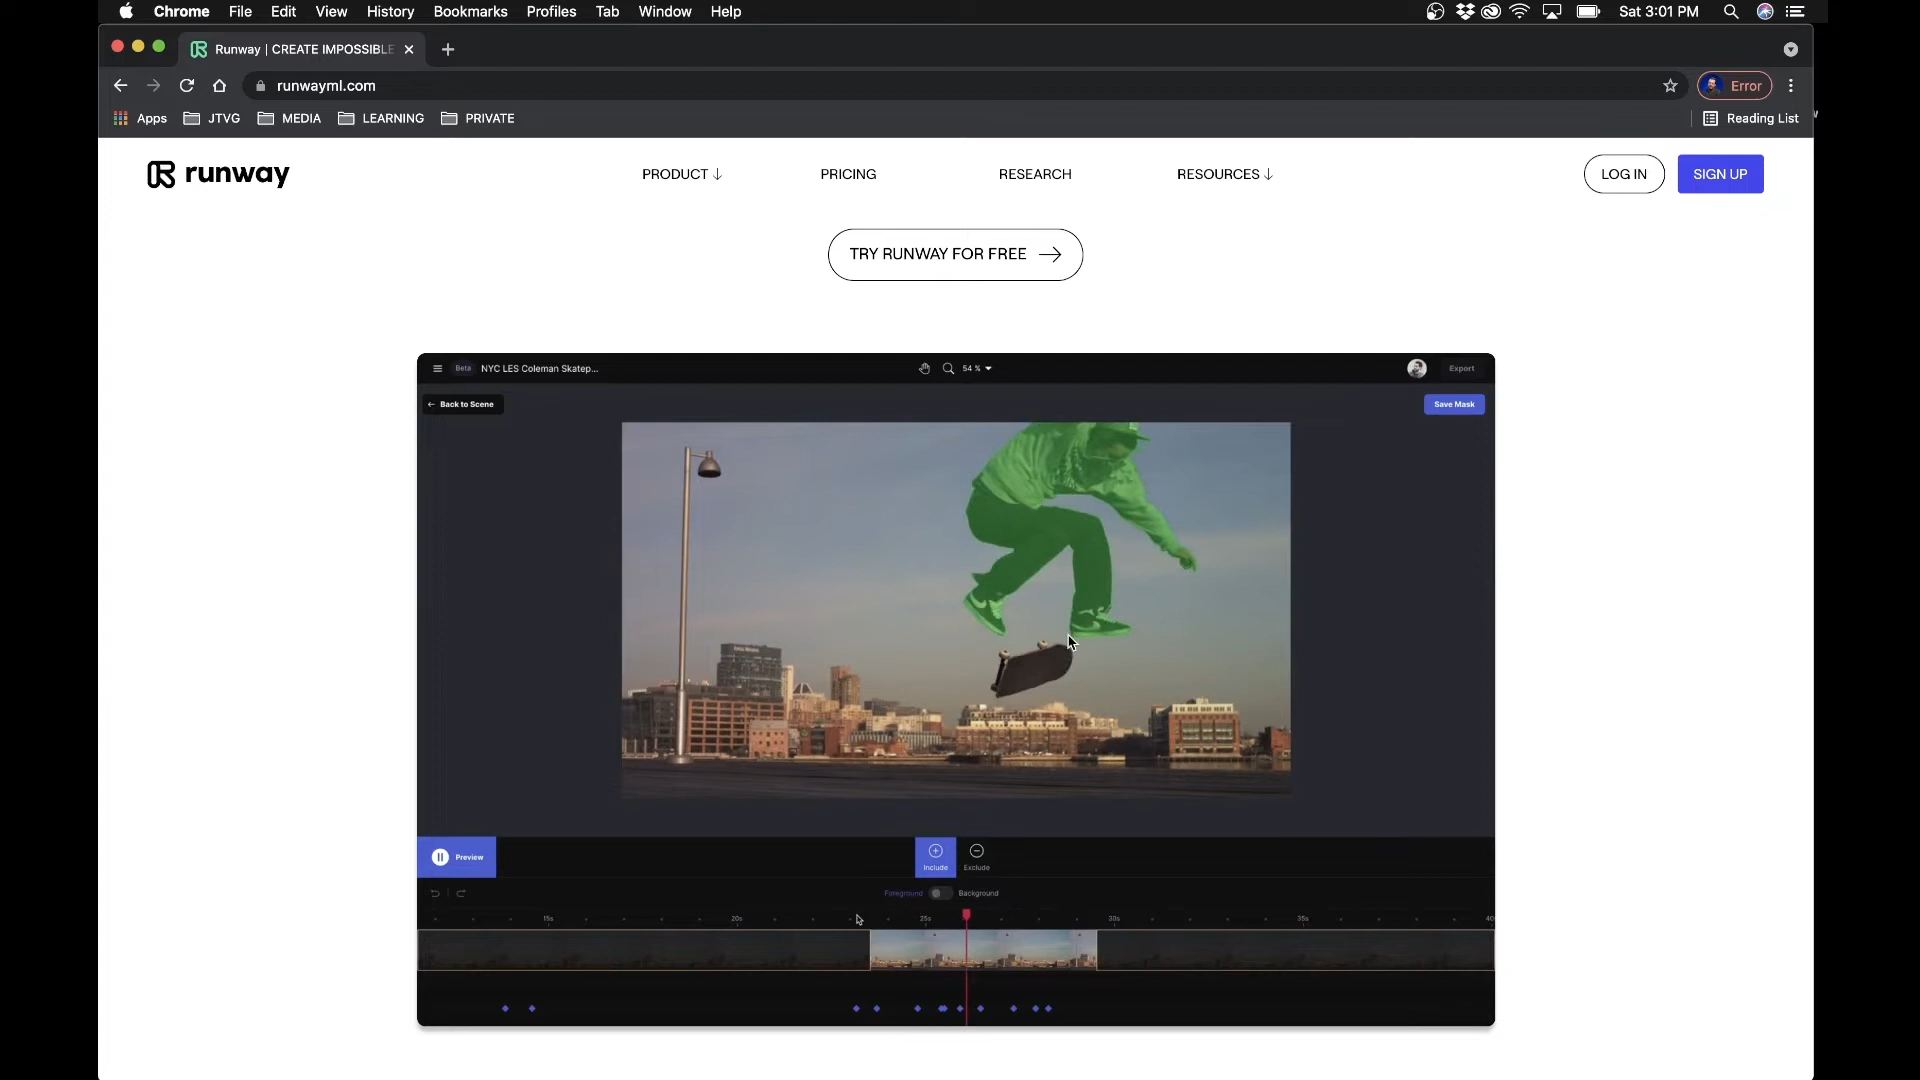 Chrome File Edit View History Bookmarks Profiles Tab Window Help Sat 3:01 PM
Runway | CREATE IMPOSSIBLE
runwayml.com Error
Apps JTVG MEDIA LEARNING PRIVATE Reading List
runway PRODUCT ↓ PRICING RESEARCH RESOURCES ↓ LOG IN SIGN UP
TRY RUNWAY FOR FREE →
Beta NYC LES Coleman Skatep... 54 % Export
← Back to Scene Save Mask
Preview Include Exclude
Foreground Background
15s 20s 25s 30s 35s 40s